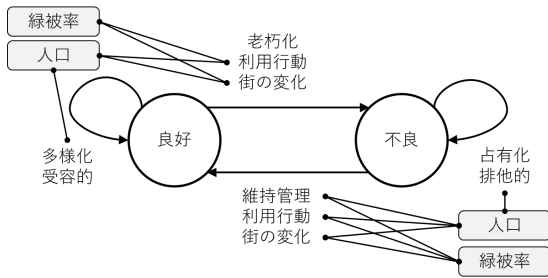 緑被率
人口
老朽化
利用行動
街の変化
良好
不良
多様化
受容的
占有化
排他的
維持管理
利用行動
街の変化
人口
緑被率